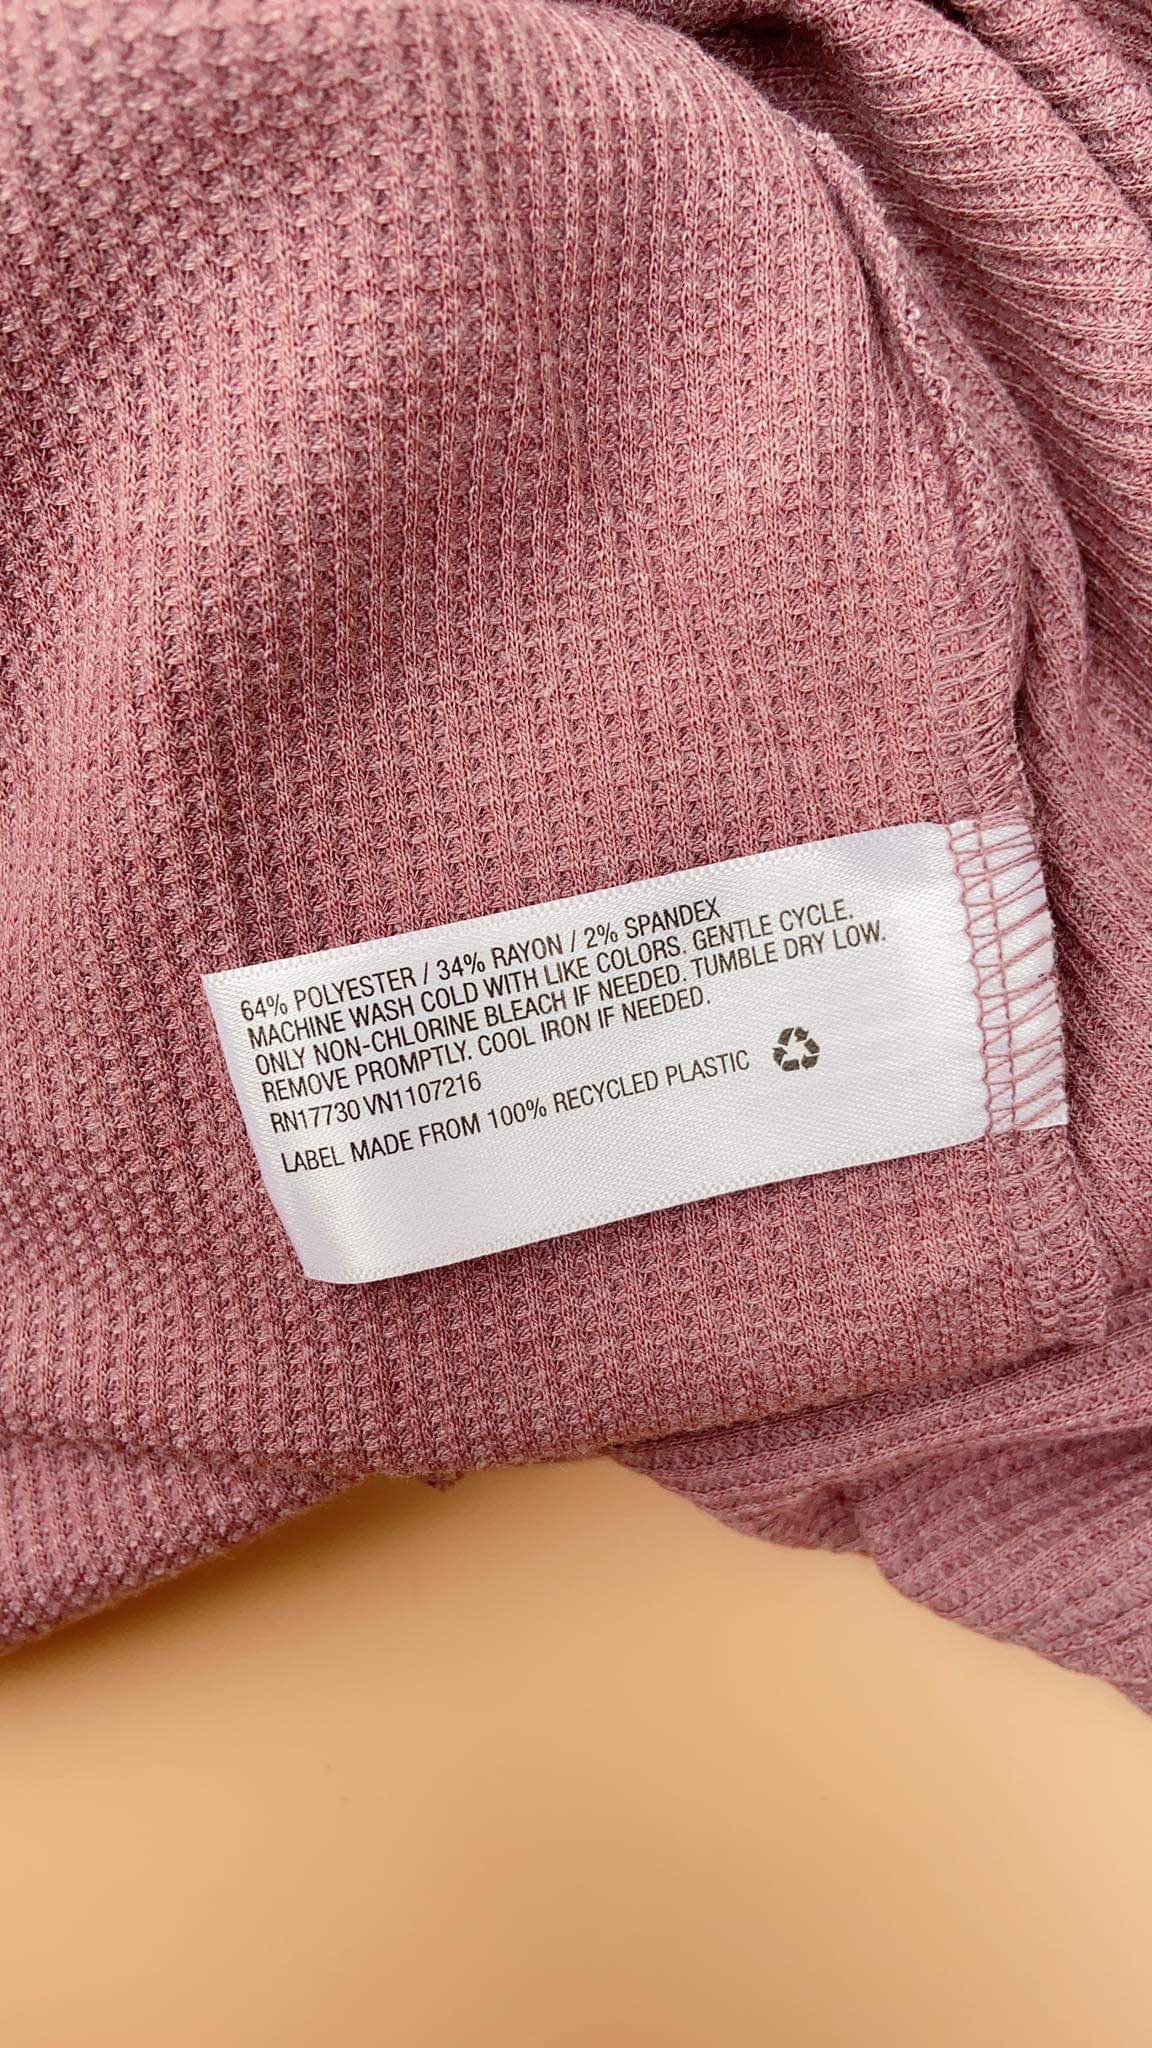 64% POLYESTER / 34% RAYON / 2% SPANDEX
MACHINE WASH COLD WITH LIKE COLORS. GENTLE CYCLE.
ONLY NON-CHLORINE BLEACH IF NEEDED. TUMBLE DRY LOW.
REMOVE PROMPTLY. COOL IRON IF NEEDED.
RN17730 VN1107216
LABEL MADE FROM 100% RECYCLED PLASTIC